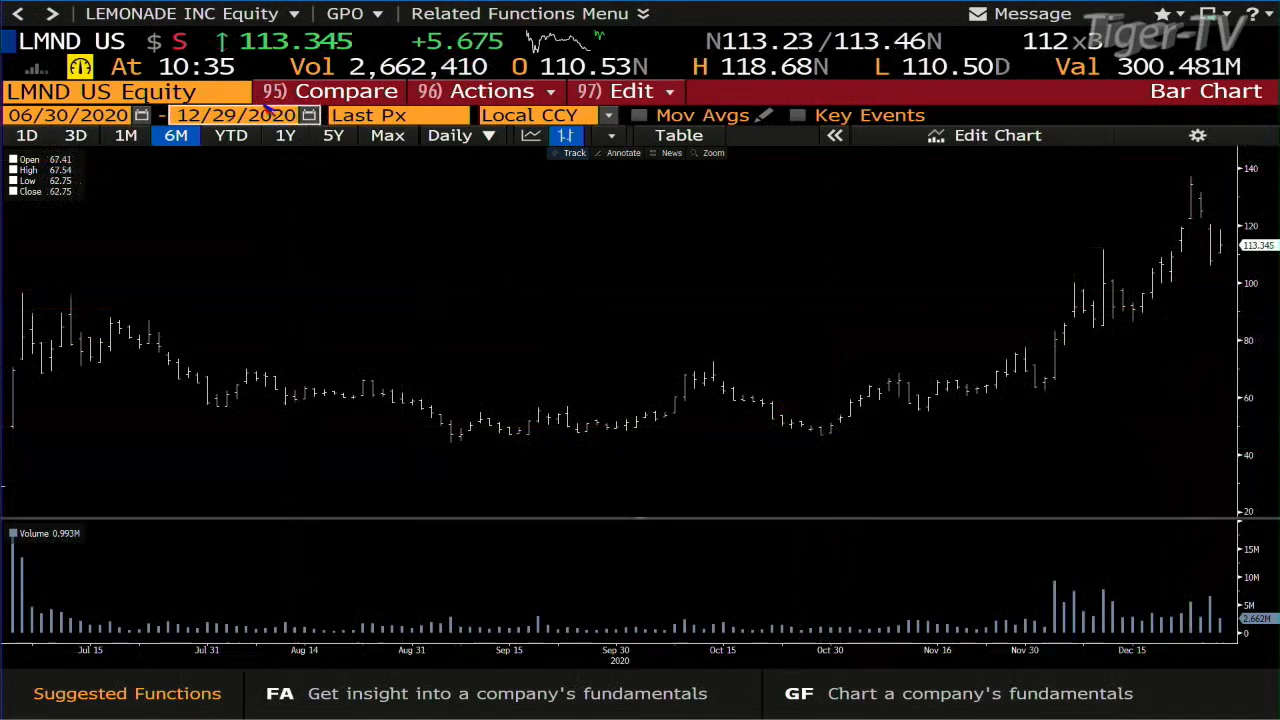 LEMONADE INC Equity GPO Related Functions Menu Message ?
LMND US $ S ↑ 113.345 +5.675 N113.23 /113.46N 112 x3
Tiger-TV
At 10:35 Vol 2,662,410 O 110.53N H 118.68N L 110.50D Val 300.481M
LMND US Equity 95) Compare 96) Actions 97) Edit Bar Chart
06/30/2020 - 12/29/2020 Last Px Local CCY Mov Avgs Key Events
1D 3D 1M 6M YTD 1Y 5Y Max Daily ▼ Table « Edit Chart
Track Annotate News Zoom
Open 67.41
High 67.54
Low 62.75
Close 62.75
140
120
113.345
100
80
60
40
20
Volume 0.993M
15M
10M
5M
2.662M
0
Jul 15 Jul 31 Aug 14 Aug 31 Sep 15 Sep 30 Oct 15 Oct 30 Nov 16 Nov 30 Dec 15
2020
Suggested Functions FA Get insight into a company's fundamentals GF Chart a company's fundamentals